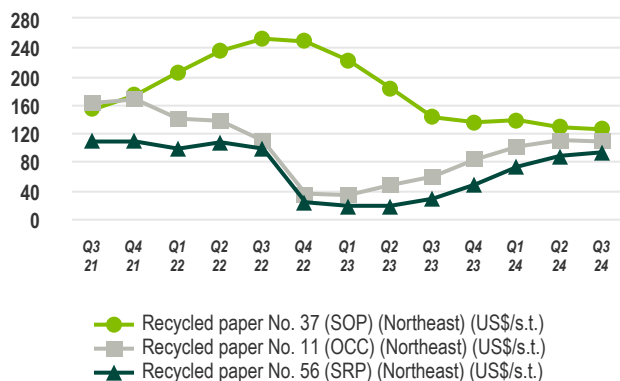 280
240
200
160
120
80
40
0
Q3 Q4 Q1 Q2 Q3 Q4 Q1 Q2 Q3 Q4 Q1 Q2 Q3
21 21 22 22 22 22 23 23 23 23 24 24 24
Recycled paper No. 37 (SOP) (Northeast) (US$/s.t.)
Recycled paper No. 11 (OCC) (Northeast) (US$/s.t.)
Recycled paper No. 56 (SRP) (Northeast) (US$/s.t.)